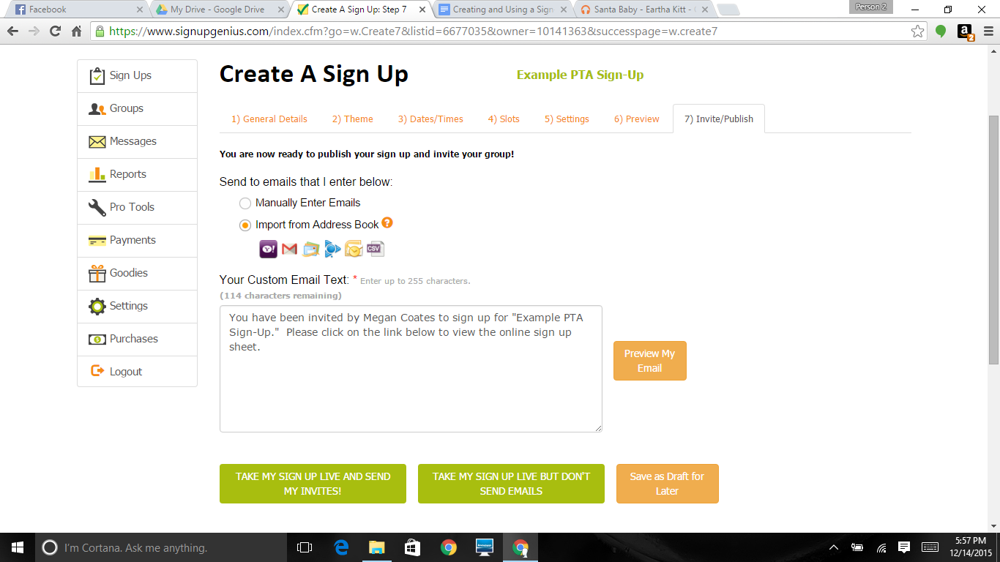 Person 2
Facebook
My Drive - Google Drive
Create A Sign Up: Step 7
Creating and Using a Sign
Santa Baby - Eartha Kitt -
https://www.signupgenius.com/index.cfm?go=w.Create7&listid=6677035&owner=10141363&successpage=w.create7
2
Sign Ups
Groups
Messages
Reports
Pro Tools
Payments
Goodies
Settings
Purchases
Logout
Create A Sign Up
Example PTA Sign-Up
1) General Details
2) Theme
3) Dates/Times
4) Slots
5) Settings
6) Preview
7) Invite/Publish
You are now ready to publish your sign up and invite your group!
Send to emails that I enter below:
Manually Enter Emails
Import from Address Book ?
Y!
CSV
Your Custom Email Text: * Enter up to 255 characters.
(114 characters remaining)
You have been invited by Megan Coates to sign up for "Example PTA
Sign-Up."  Please click on the link below to view the online sign up
sheet.
Preview My
Email
TAKE MY SIGN UP LIVE AND SEND
MY INVITES!
TAKE MY SIGN UP LIVE BUT DON'T
SEND EMAILS
Save as Draft for
Later
I'm Cortana. Ask me anything.
5:57 PM
12/14/2015